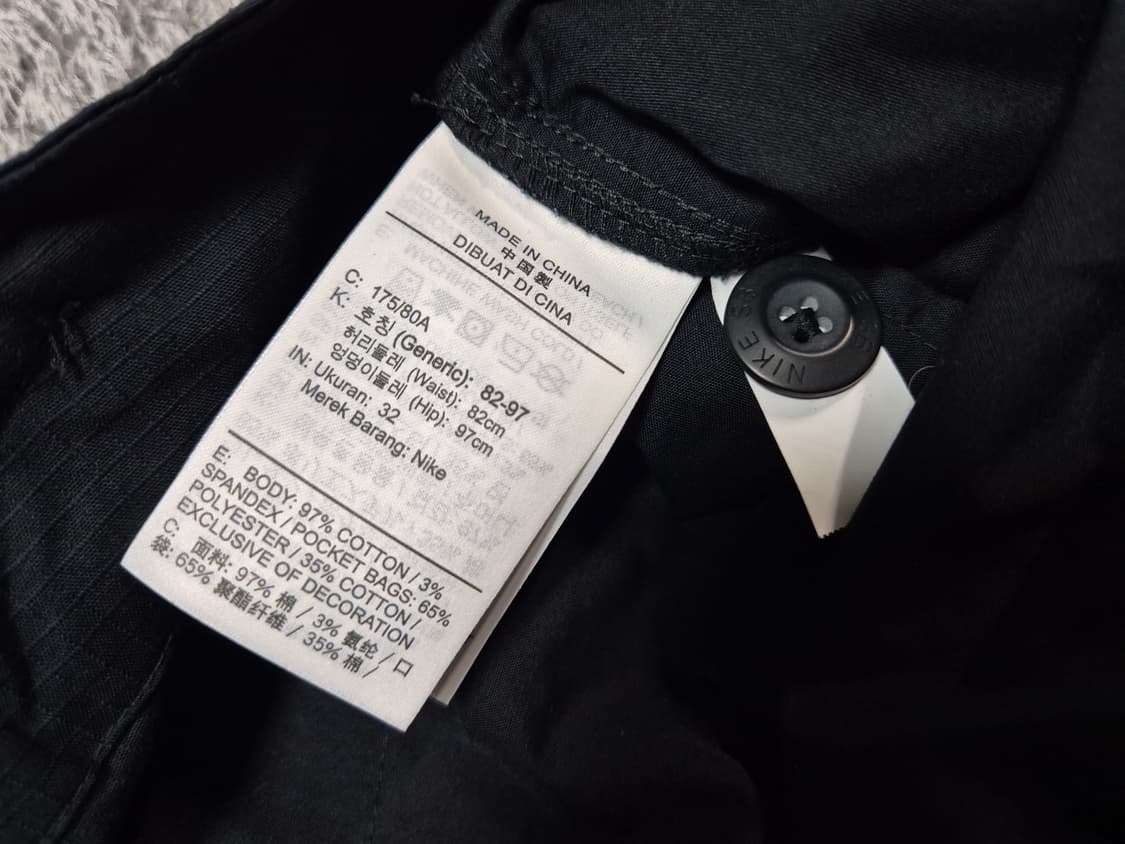 MADE IN CHINA
中国製
DIBUAT DI CINA
C: 175/80A
K: 호칭 (Generic): 82-97
허리둘레 (Waist): 82cm
엉덩이둘레 (Hip): 97cm
IN: Ukuran: 32
Merek Barang: Nike
E: BODY: 97% COTTON / 3%
SPANDEX / POCKET BAGS: 65%
POLYESTER / 35% COTTON /
EXCLUSIVE OF DECORATION
C: 面料: 97% 棉 / 3% 氨纶 / 口
袋: 65% 聚酯纤维 / 35% 棉 /
NIKE SB